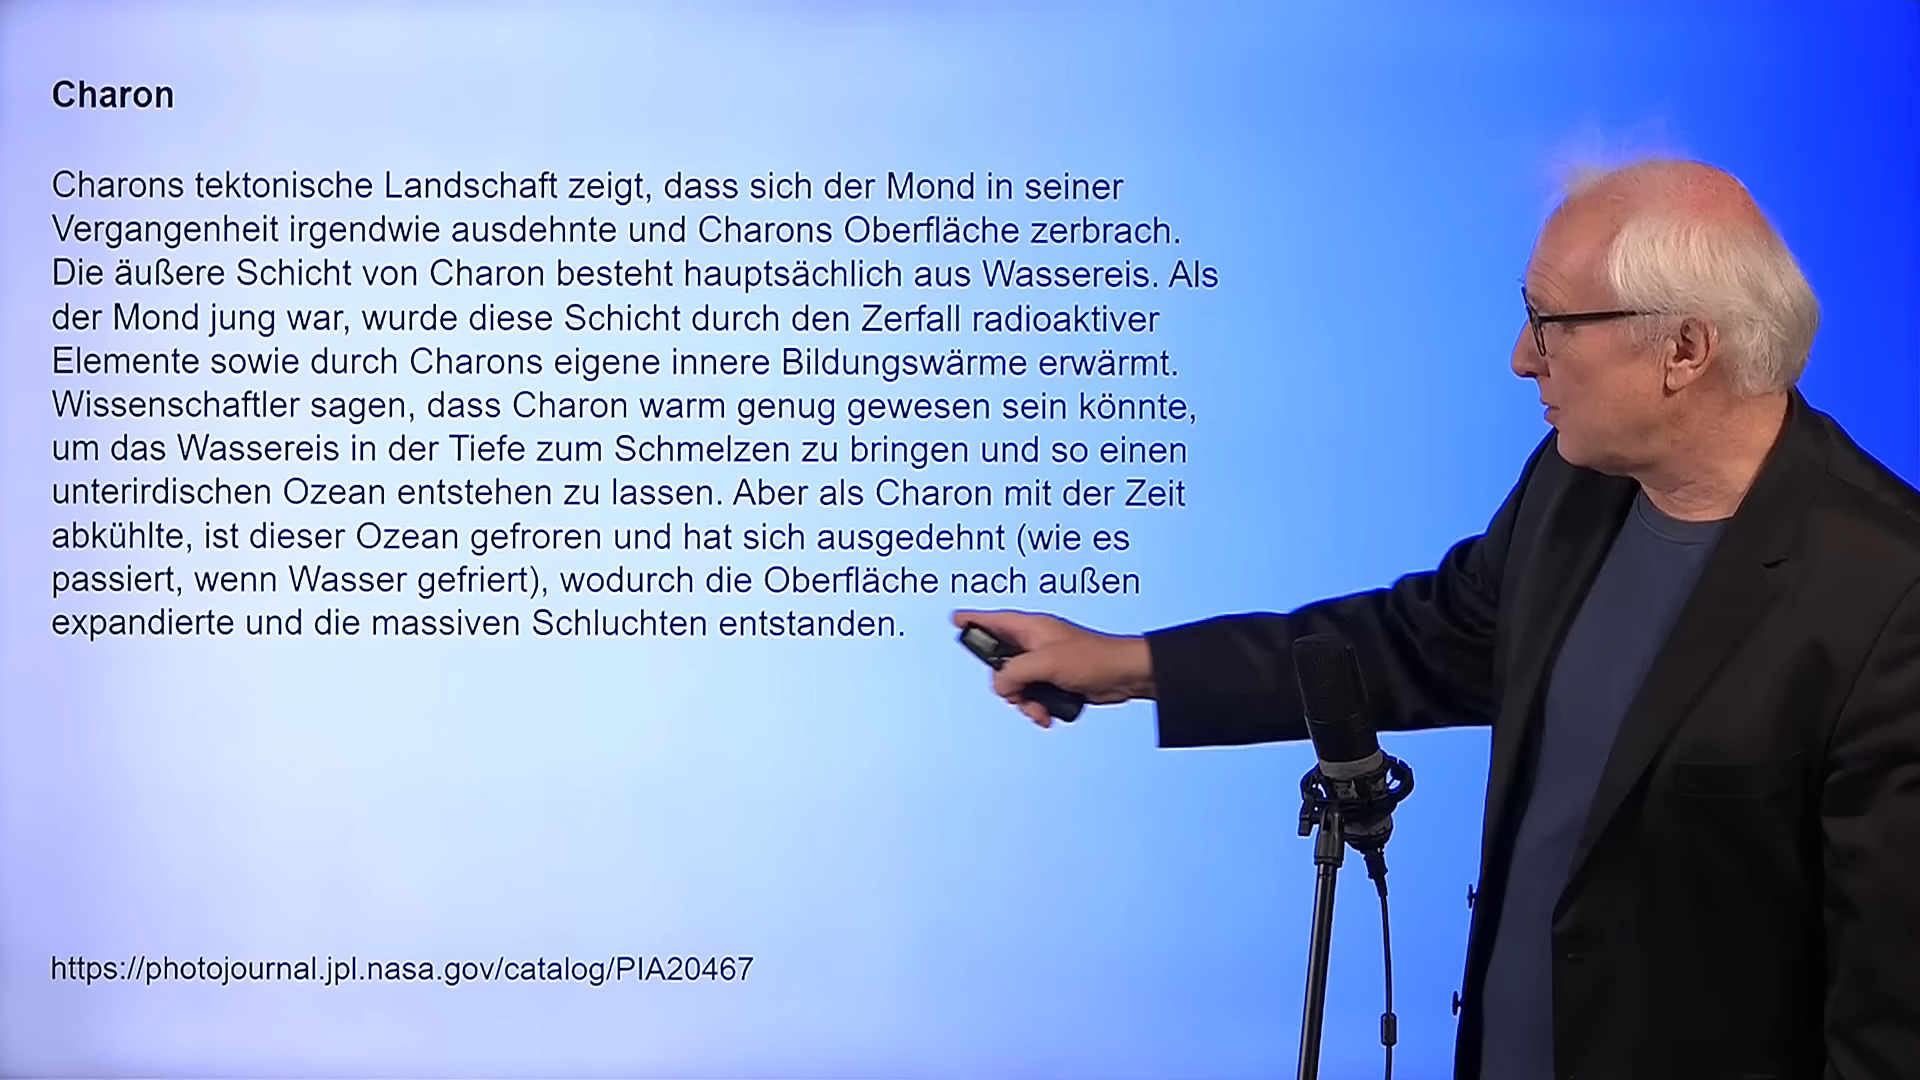 Charon
Charons tektonische Landschaft zeigt, dass sich der Mond in seiner
Vergangenheit irgendwie ausdehnte und Charons Oberfläche zerbrach.
Die äußere Schicht von Charon besteht hauptsächlich aus Wassereis. Als
der Mond jung war, wurde diese Schicht durch den Zerfall radioaktiver
Elemente sowie durch Charons eigene innere Bildungswärme erwärmt.
Wissenschaftler sagen, dass Charon warm genug gewesen sein könnte,
um das Wassereis in der Tiefe zum Schmelzen zu bringen und so einen
unterirdischen Ozean entstehen zu lassen. Aber als Charon mit der Zeit
abkühlte, ist dieser Ozean gefroren und hat sich ausgedehnt (wie es
passiert, wenn Wasser gefriert), wodurch die Oberfläche nach außen
expandierte und die massiven Schluchten entstanden.
https://photojournal.jpl.nasa.gov/catalog/PIA20467